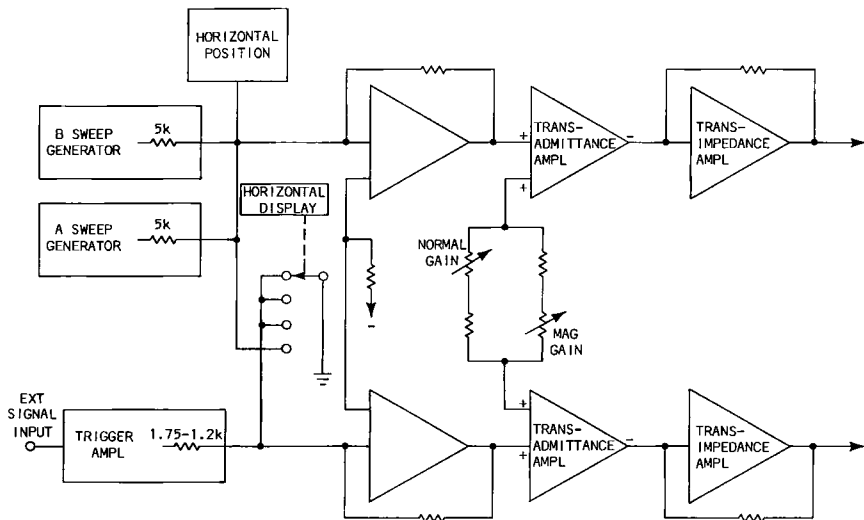 HORIZONTAL
POSITION
B SWEEP
GENERATOR
5k
A SWEEP
GENERATOR
5k
HORIZONTAL
DISPLAY
+
+
TRANS-
ADMITTANCE
AMPL
-
TRANS-
IMPEDANCE
AMPL
NORMAL
GAIN
MAG
GAIN
-
EXT
SIGNAL
INPUT
TRIGGER
AMPL
1.75-1.2k
+
+
TRANS-
ADMITTANCE
AMPL
-
TRANS-
IMPEDANCE
AMPL